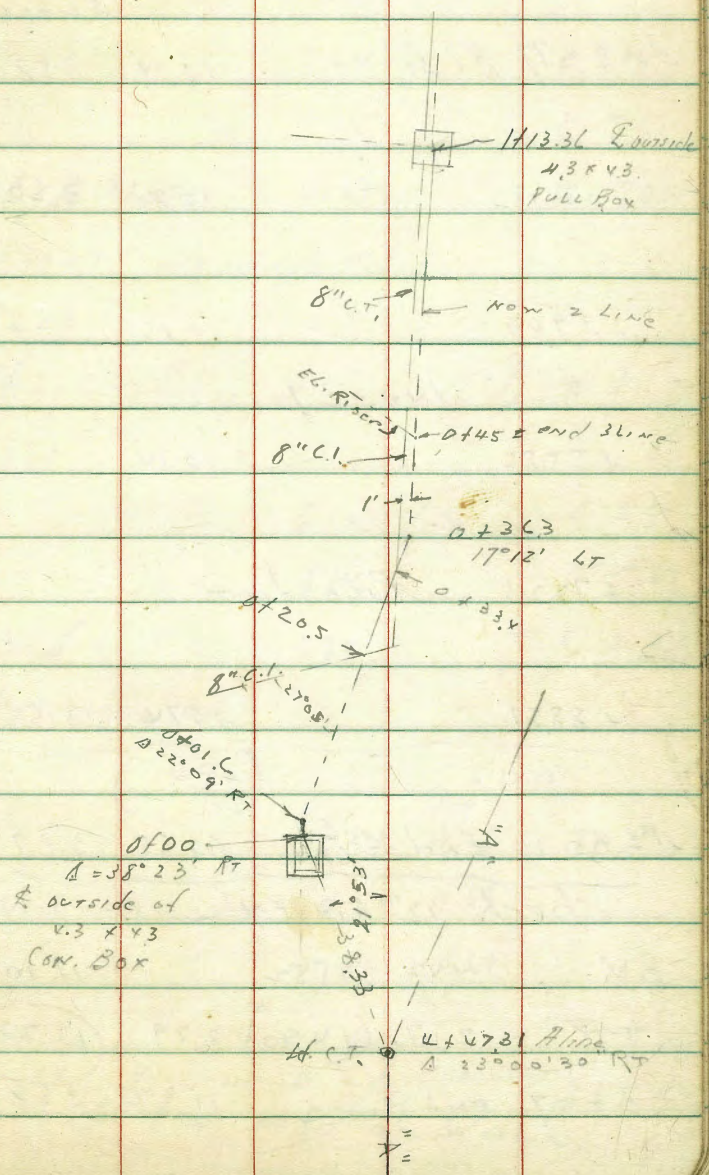 1+13.36 ℄ outside
4.3 x 4.3
Pull Box
8" C.I.
Now 2 Line
El. Risers
0+45 ± end 3 Line
8" C.I.
1'
0+36.3
17°12' LT
0+33.4
0+20.5
8" C.I.
27°08'
0+01.6
Δ 22°09' RT
0+00
Δ = 38°23' RT
℄ outside of
4.3 x 4.3
Con. Box
"A"
38.33
4+47.31 A line
Δ 23°00'30" RT
"A"